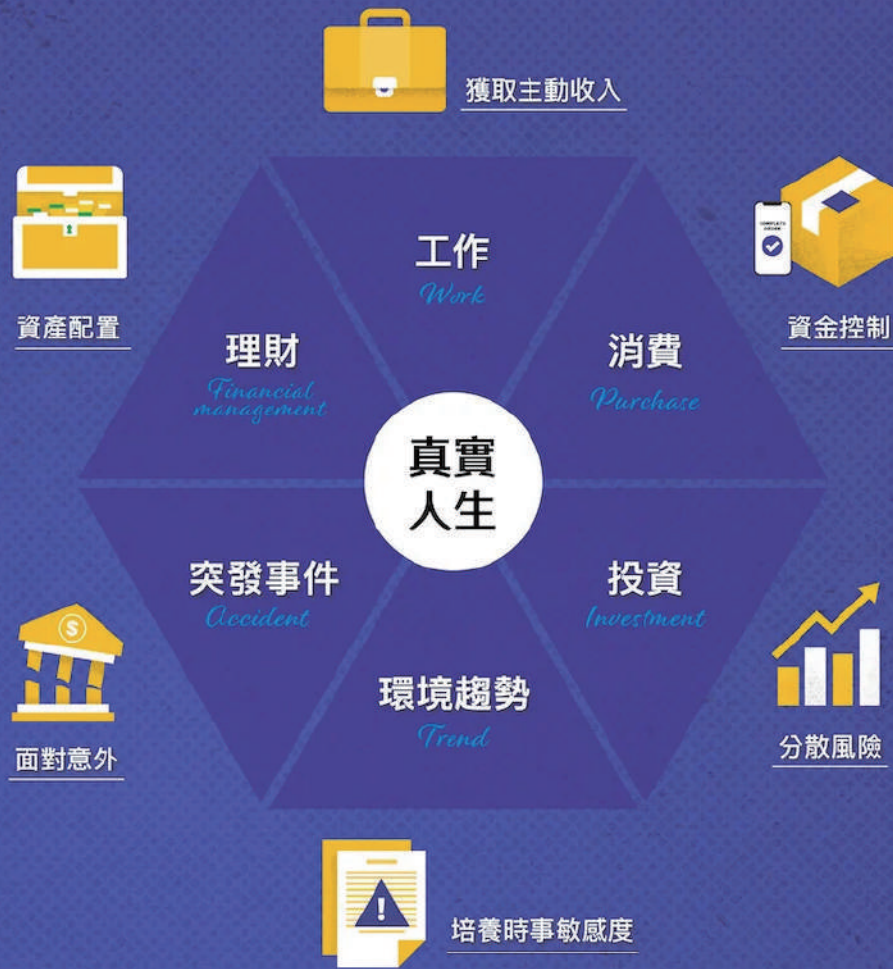 獲取主動收入
資產配置
資金控制
工作
Work
理財
Financial
management
消費
Purchase
真實
人生
突發事件
Accident
投資
Investment
環境趨勢
Trend
面對意外
分散風險
培養時事敏感度
$
!